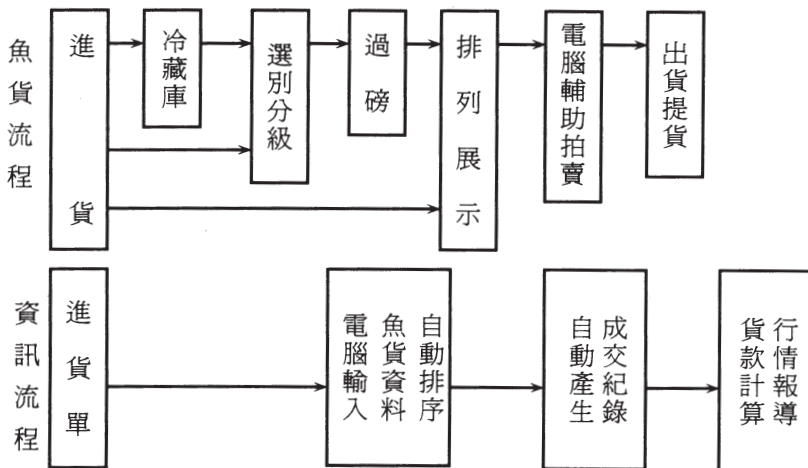 魚貨流程
進貨
冷藏庫
選別分級
過磅
排列展示
電腦輔助拍賣
出貨提貨
資訊流程
進貨單
自動排序
魚貨資料
電腦輸入
成交紀錄
自動產生
行情報導
貨款計算